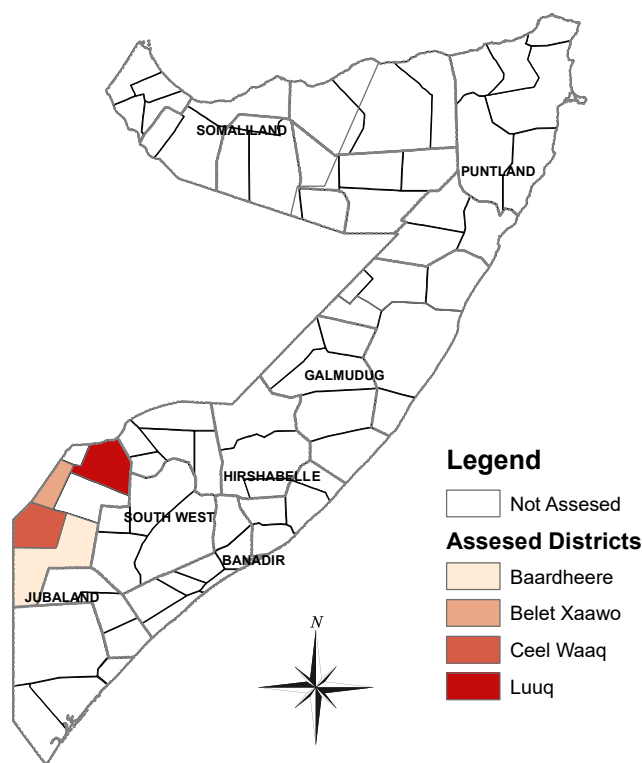 SOMALILAND
PUNTLAND
GALMUDUG
HIRSHABELLE
SOUTH WEST
BANADIR
JUBALAND
N
Legend
Not Assesed
Assesed Districts
Baardheere
Belet Xaawo
Ceel Waaq
Luuq